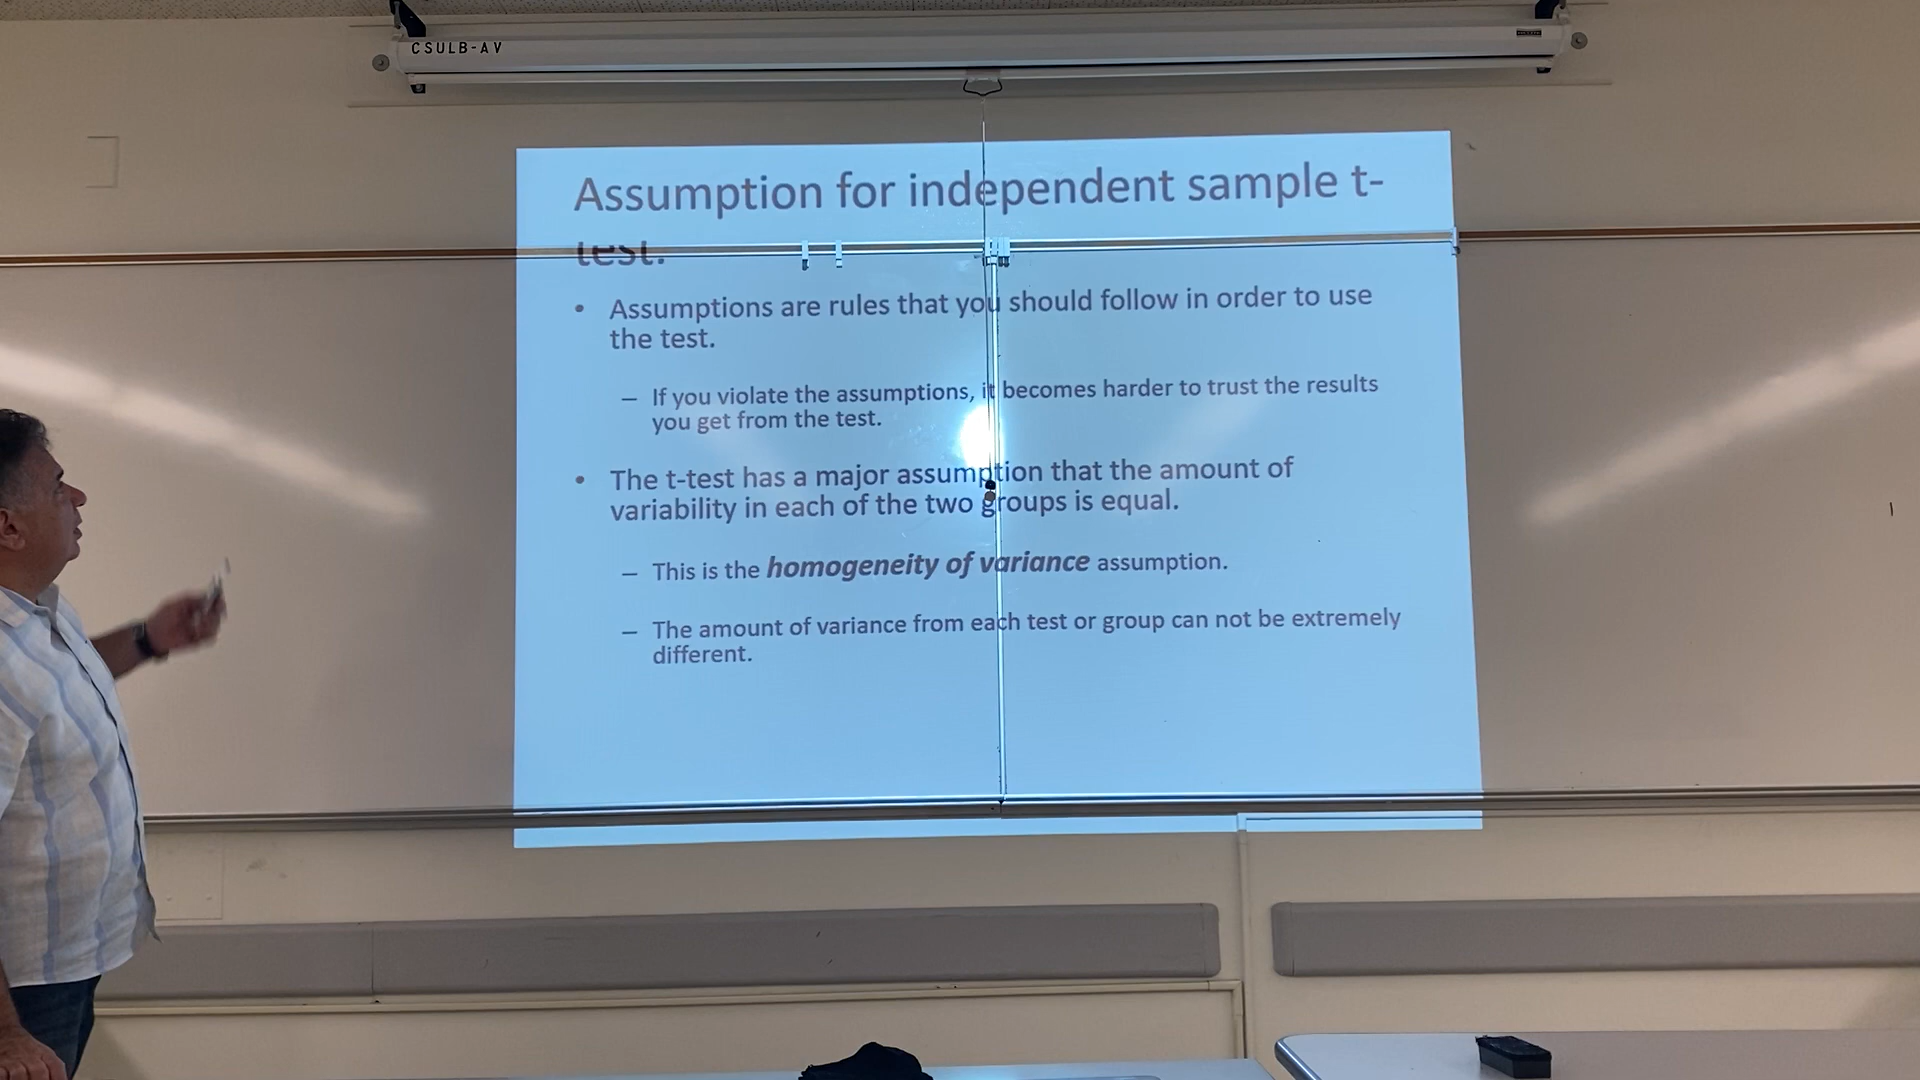 CSULB-AV
Assumption for independent sample t-
test.
• Assumptions are rules that you should follow in order to use
the test.
– If you violate the assumptions, it becomes harder to trust the results
you get from the test.
• The t-test has a major assumption that the amount of
variability in each of the two groups is equal.
– This is the homogeneity of variance assumption.
– The amount of variance from each test or group can not be extremely
different.